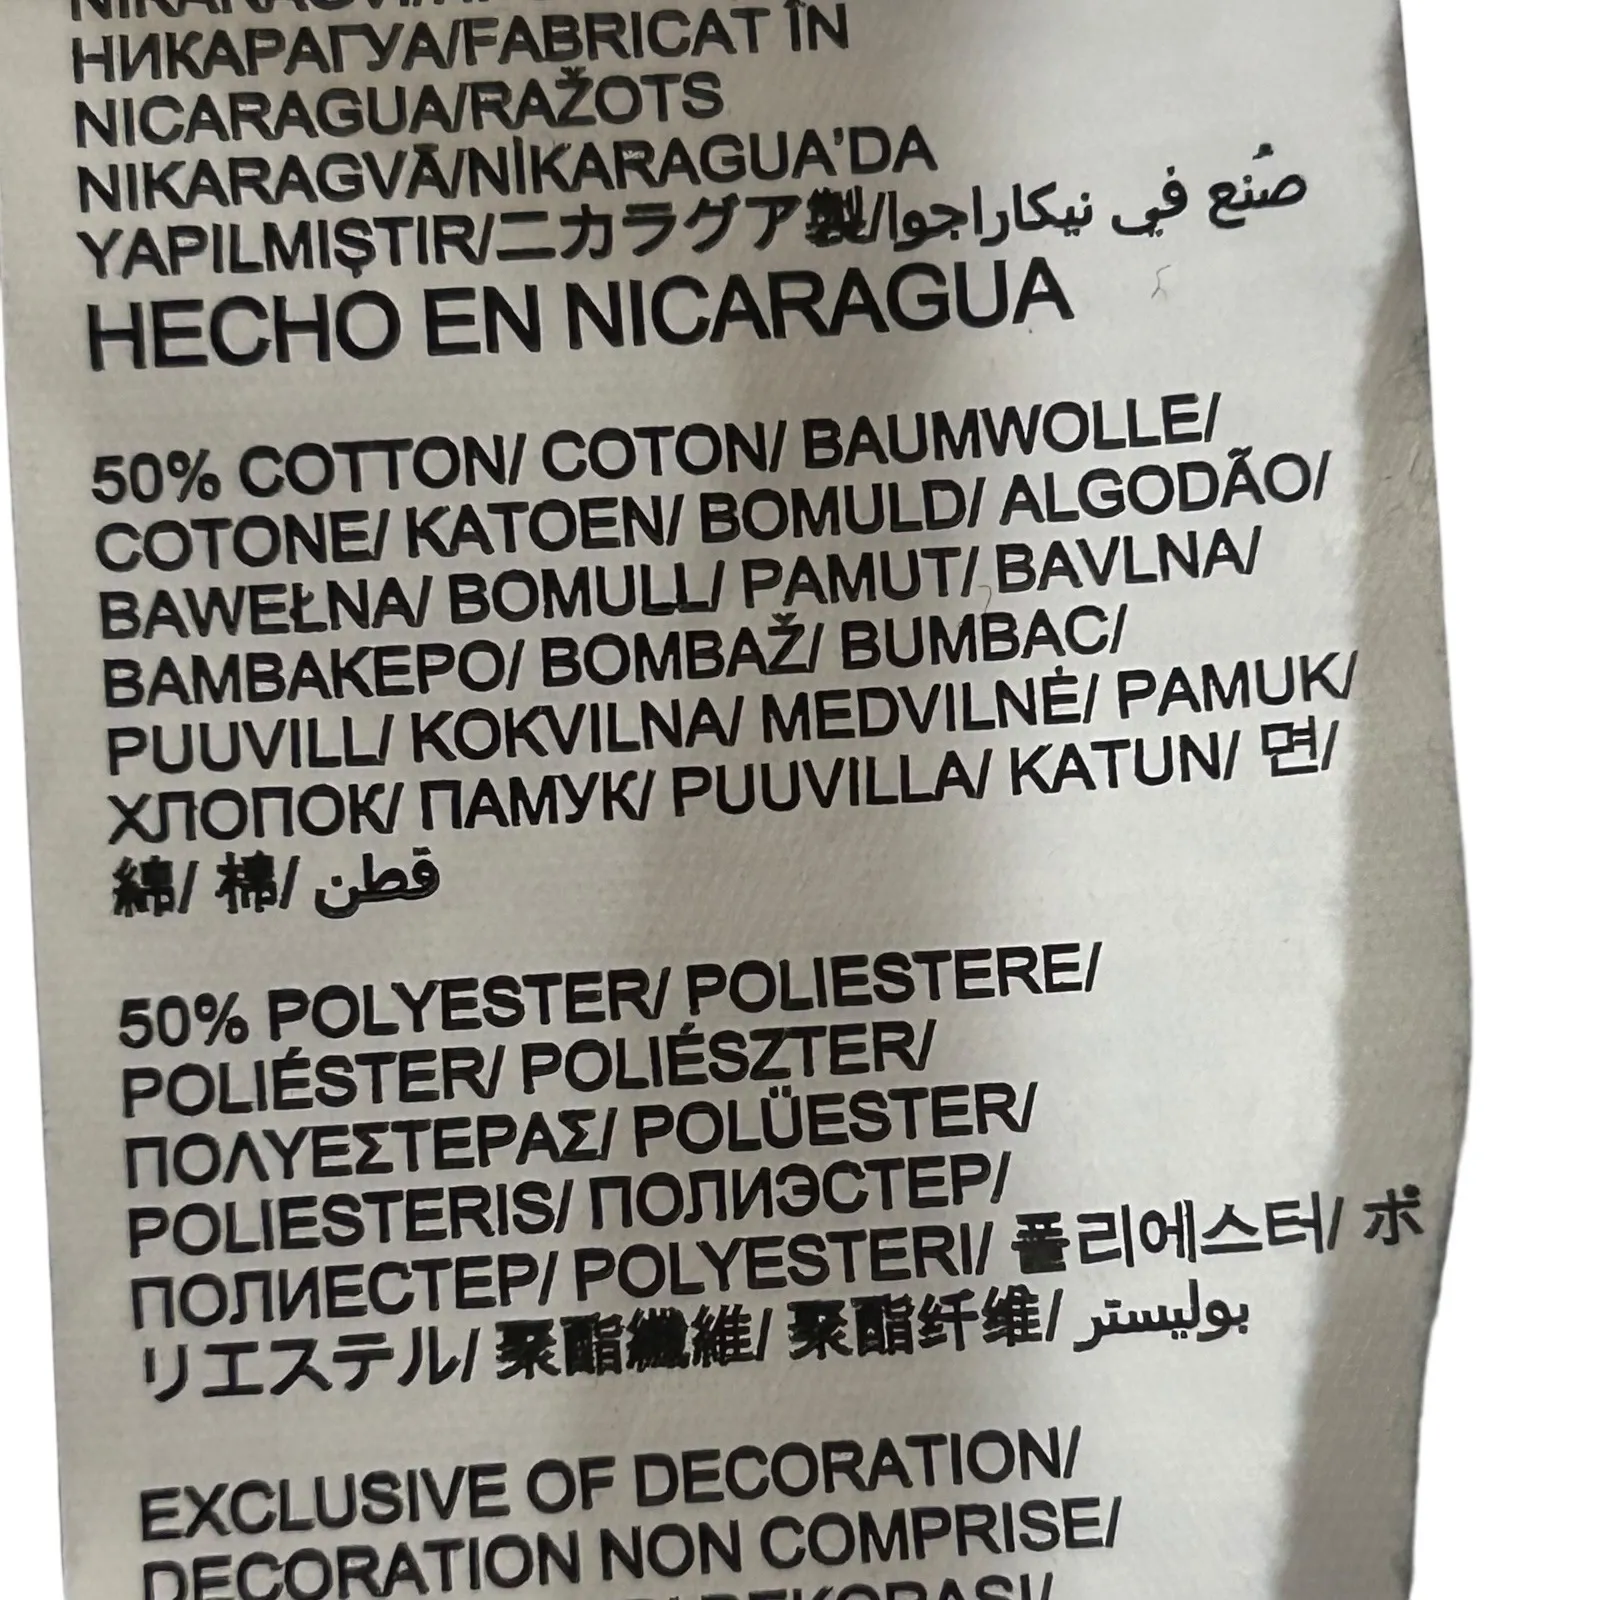 НИКАРАГУА/FABRICAT ÎN
NICARAGUA/RAŽOTS
NIKARAGVĀ/NİKARAGUA'DA
YAPILMIŞTIR/ニカラグア製/صُنع في نيكاراجوا
HECHO EN NICARAGUA
50% COTTON/ COTON/ BAUMWOLLE/
COTONE/ KATOEN/ BOMULD/ ALGODÃO/
BAWEŁNA/ BOMULL/ PAMUT/ BAVLNA/
BAMBAKEPO/ BOMBAŽ/ BUMBAC/
PUUVILL/ KOKVILNA/ MEDVILNĖ/ PAMUK/
ХЛОПОК/ ПАМУК/ PUUVILLA/ KATUN/ 면/
綿/ 棉/ قطن
50% POLYESTER/ POLIESTERE/
POLIÉSTER/ POLIÉSZTER/
ΠΟΛΥΕΣΤΕΡΑΣ/ POLÜESTER/
POLIESTERIS/ ПОЛИЭСТЕР/
ПОЛИЕСТЕР/ POLYESTERI/ 폴리에스터/ ポ
リエステル/ 聚酯纖維/ 聚酯纤维/ بوليستر
EXCLUSIVE OF DECORATION/
DECORATION NON COMPRISE/